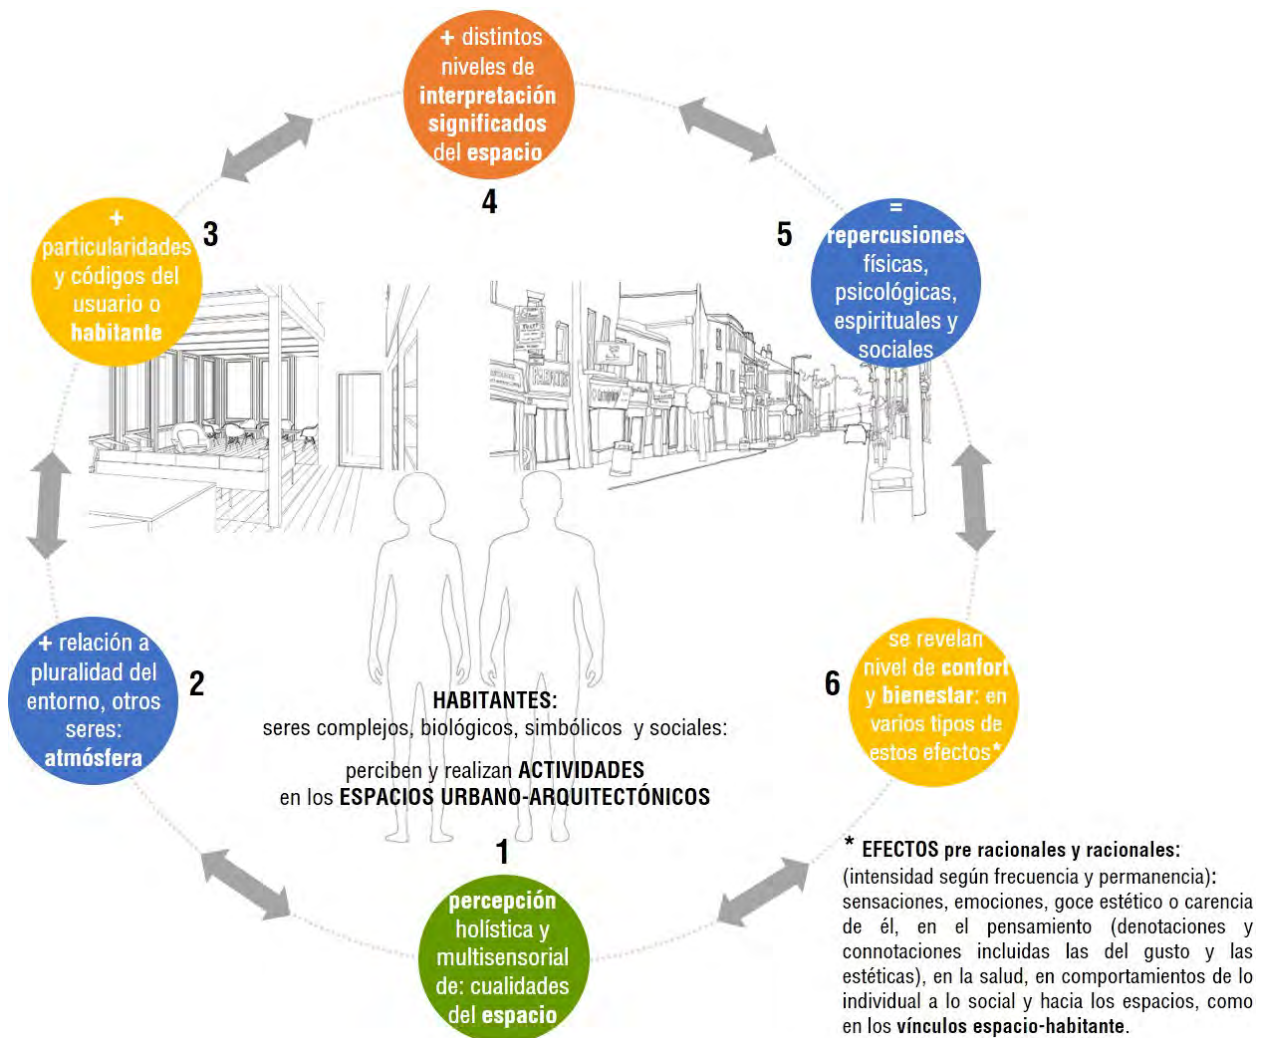 + distintos
niveles de
interpretación
significados
del espacio
4
+
particularidades
y códigos del
usuario o
habitante
3
5
=
repercusiones
físicas,
psicológicas,
espirituales y
sociales
+ relación a
pluralidad del
entorno, otros
seres:
atmósfera
2
HABITANTES:
seres complejos, biológicos, simbólicos y sociales:
perciben y realizan ACTIVIDADES
en los ESPACIOS URBANO-ARQUITECTÓNICOS
6
se revelan
nivel de confort
y bienestar: en
varios tipos de
estos efectos*
1
percepción
holística y
multisensorial
de: cualidades
del espacio
* EFECTOS pre racionales y racionales:
(intensidad según frecuencia y permanencia):
sensaciones, emociones, goce estético o carencia
de él, en el pensamiento (denotaciones y
connotaciones incluidas las del gusto y las
estéticas), en la salud, en comportamientos de lo
individual a lo social y hacia los espacios, como
en los vínculos espacio-habitante.